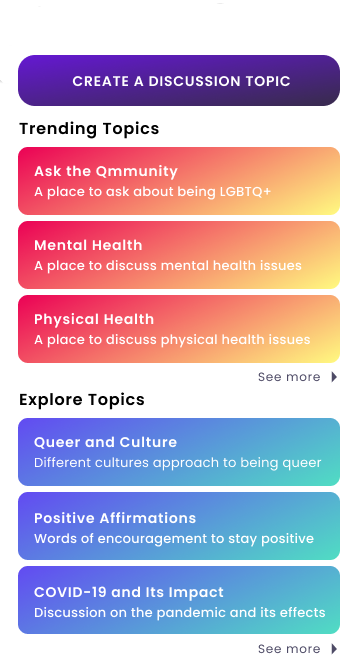 CREATE A DISCUSSION TOPIC
Trending Topics
Ask the Qmmunity
A place to ask about being LGBTQ+
Mental Health
A place to discuss mental health issues
Physical Health
A place to discuss physical health issues
See more
Explore Topics
Queer and Culture
Different cultures approach to being queer
Positive Affirmations
Words of encouragement to stay positive
COVID-19 and Its Impact
Discussion on the pandemic and its effects
See more